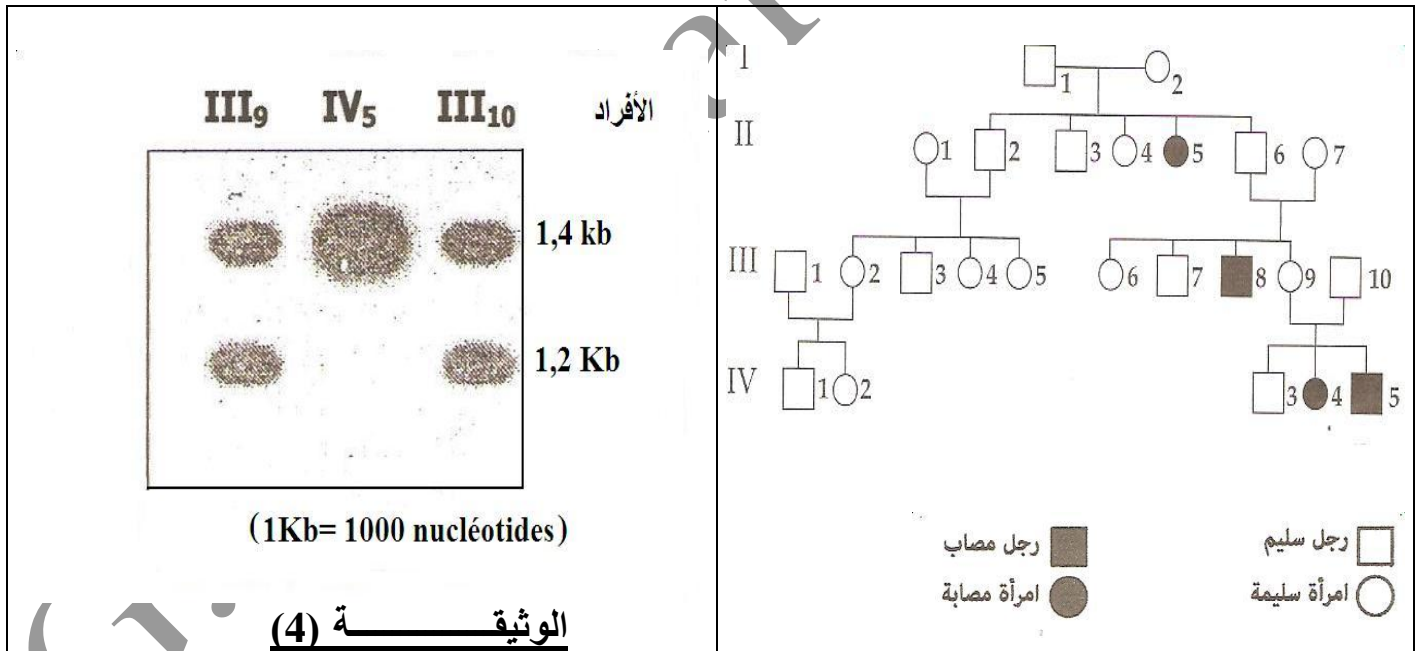 III9 IV5 III10 الأفراد
1,4 kb
1,2 Kb
(1Kb= 1000 nucléotides)
الوثيقـــــــــــة (4)
I
1 2
II
1 2 3 4 5 6 7
III
1 2 3 4 5 6 7 8 9 10
IV
1 2 3 4 5
رجل سليم رجل مصاب
امرأة سليمة امرأة مصابة